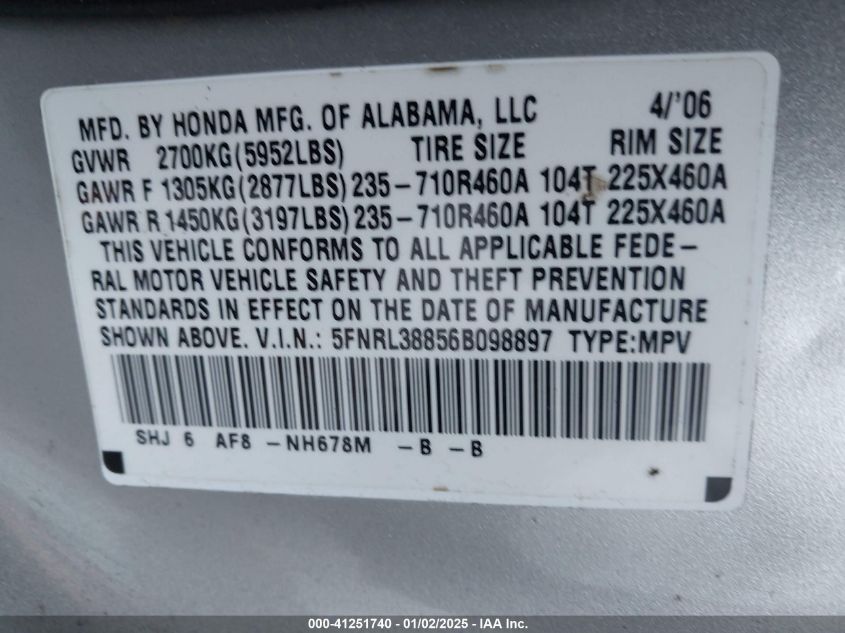 MFD. BY HONDA MFG. OF ALABAMA, LLC 4/'06
GVWR 2700KG(5952LBS) TIRE SIZE RIM SIZE
GAWR F 1305KG(2877LBS) 235-710R460A 104T 225X460A
GAWR R 1450KG(3197LBS) 235-710R460A 104T 225X460A
THIS VEHICLE CONFORMS TO ALL APPLICABLE FEDE-
RAL MOTOR VEHICLE SAFETY AND THEFT PREVENTION
STANDARDS IN EFFECT ON THE DATE OF MANUFACTURE
SHOWN ABOVE. V.I.N.: 5FNRL38856B098897 TYPE:MPV
SHJ 6 AF8 -NH678M -B -B
000-41251740 - 01/02/2025 - IAA Inc.